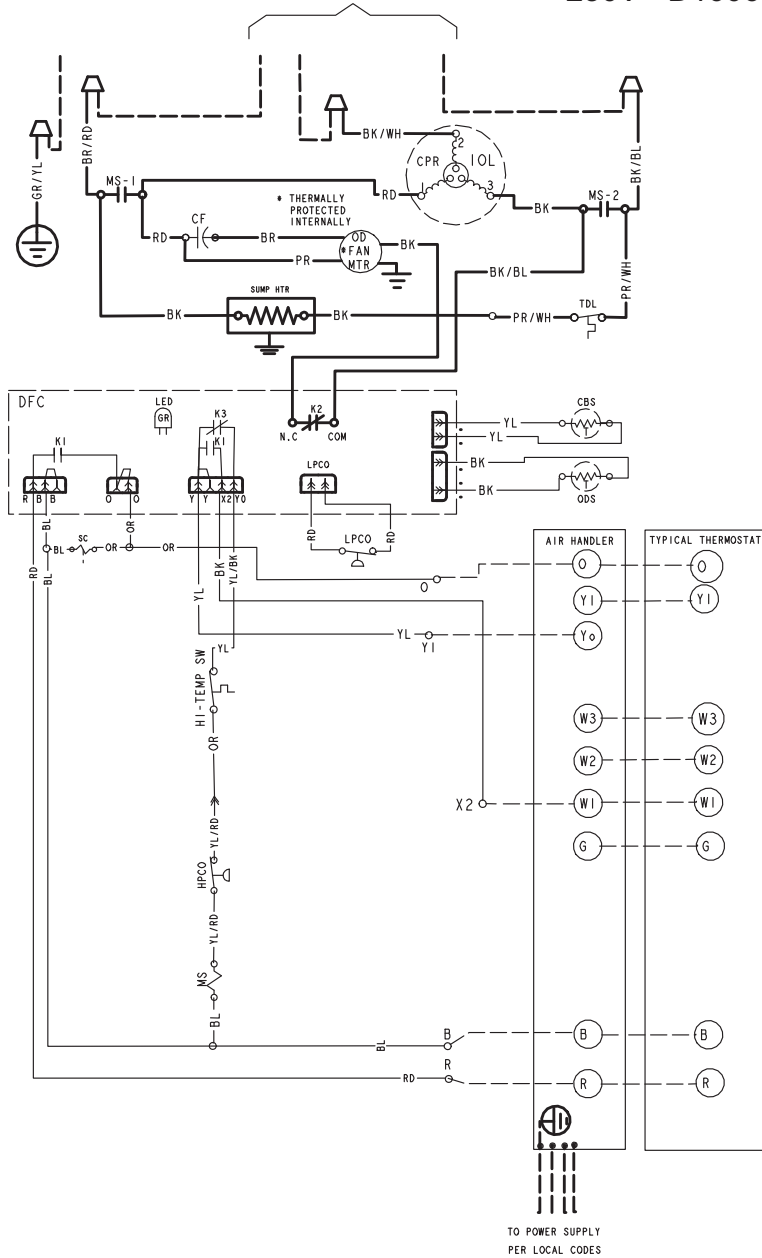 BK/WH
2
CPR
IOL
1
3
GR/YL
BR/RD
MS-1
RD
BK
MS-2
BK/BL
* THERMALLY
PROTECTED
INTERNALLY
CF
RD
BR
OD
*FAN
MTR
BK
PR
BK/BL
PR/WH
SUMP HTR
BK
BK
PR/WH
TDL
DFC
LED
GR
K3
K1
K1
K2
N.C
COM
CBS
YL
YL
BK
BK
ODS
LPCO
R B B
O O
Y Y X2 YO
BL
SC
BL
OR
OR
OR
RD
LPCO
RD
RD
BL
YL
BK
YL/BK
O
YL
Y1
YL
HI-TEMP SW
OR
YL/RD
HPCO
YL/RD
MS
BL
X2
BL
B
RD
R
AIR HANDLER
TYPICAL THERMOSTAT
O
O
Y1
Y1
Yo
W3
W3
W2
W2
W1
W1
G
G
B
B
R
R
TO POWER SUPPLY
PER LOCAL CODES